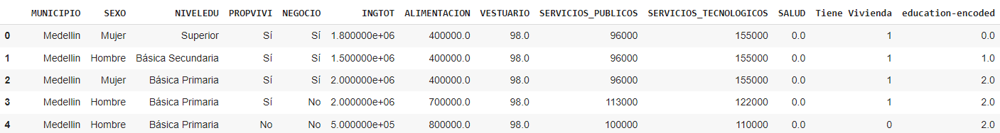 MUNICIPIO SEXO NIVELEDU PROPVIVI NEGOCIO INGTOT ALIMENTACION VESTUARIO SERVICIOS_PUBLICOS SERVICIOS_TECNOLOGICOS SALUD Tiene Vivienda education-encoded
0 Medellin Mujer Superior Sí Sí 1.800000e+06 400000.0 98.0 96000 155000 0.0 1 0.0
1 Medellin Hombre Básica Secundaria Sí Sí 1.500000e+06 400000.0 98.0 96000 155000 0.0 1 1.0
2 Medellin Mujer Básica Primaria Sí Sí 2.000000e+06 400000.0 98.0 96000 155000 0.0 1 2.0
3 Medellin Hombre Básica Primaria Sí No 2.000000e+06 700000.0 98.0 113000 122000 0.0 1 2.0
4 Medellin Hombre Básica Primaria No No 5.000000e+05 800000.0 98.0 100000 110000 0.0 0 2.0